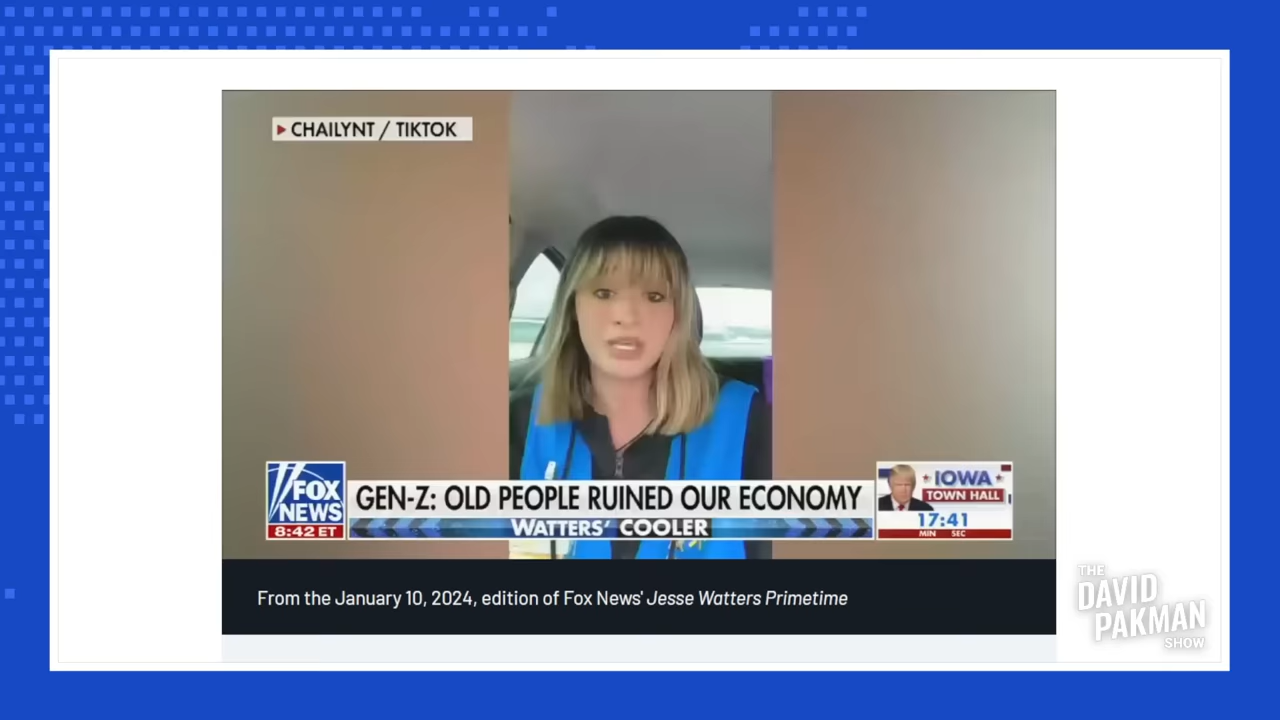 CHAILYNT / TIKTOK
FOX
NEWS
8:42 ET
GEN-Z: OLD PEOPLE RUINED OUR ECONOMY
WATTERS' COOLER
IOWA
TOWN HALL
17:41
MIN SEC
From the January 10, 2024, edition of Fox News' Jesse Watters Primetime
THE
DAVID
PAKMAN
SHOW